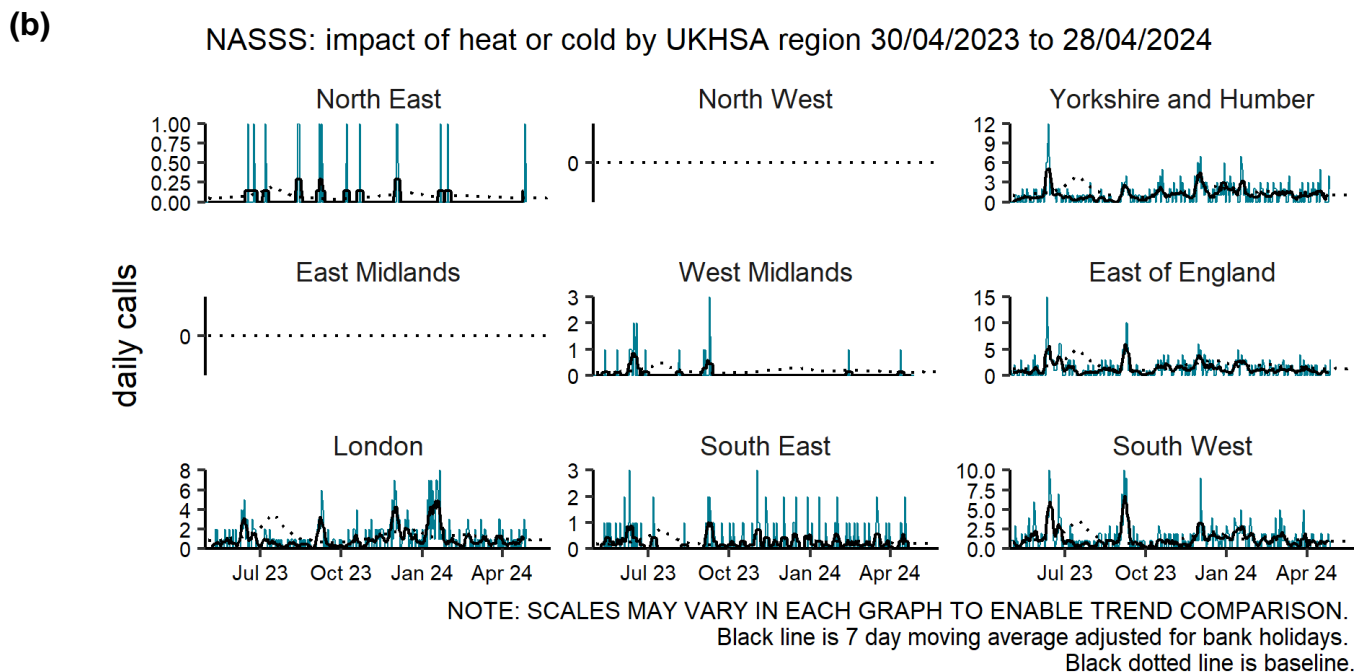 (b)
NASSS: impact of heat or cold by UKHSA region 30/04/2023 to 28/04/2024
North East
North West
Yorkshire and Humber
1.00
0.75
0.50
0.25
0.00
0
12
9
6
3
0
East Midlands
West Midlands
East of England
daily calls
0
3
2
1
0
15
10
5
0
London
South East
South West
8
6
4
2
0
3
2
1
0
10.0
7.5
5.0
2.5
0.0
Jul 23 Oct 23 Jan 24 Apr 24
Jul 23 Oct 23 Jan 24 Apr 24
Jul 23 Oct 23 Jan 24 Apr 24
NOTE: SCALES MAY VARY IN EACH GRAPH TO ENABLE TREND COMPARISON.
Black line is 7 day moving average adjusted for bank holidays.
Black dotted line is baseline.